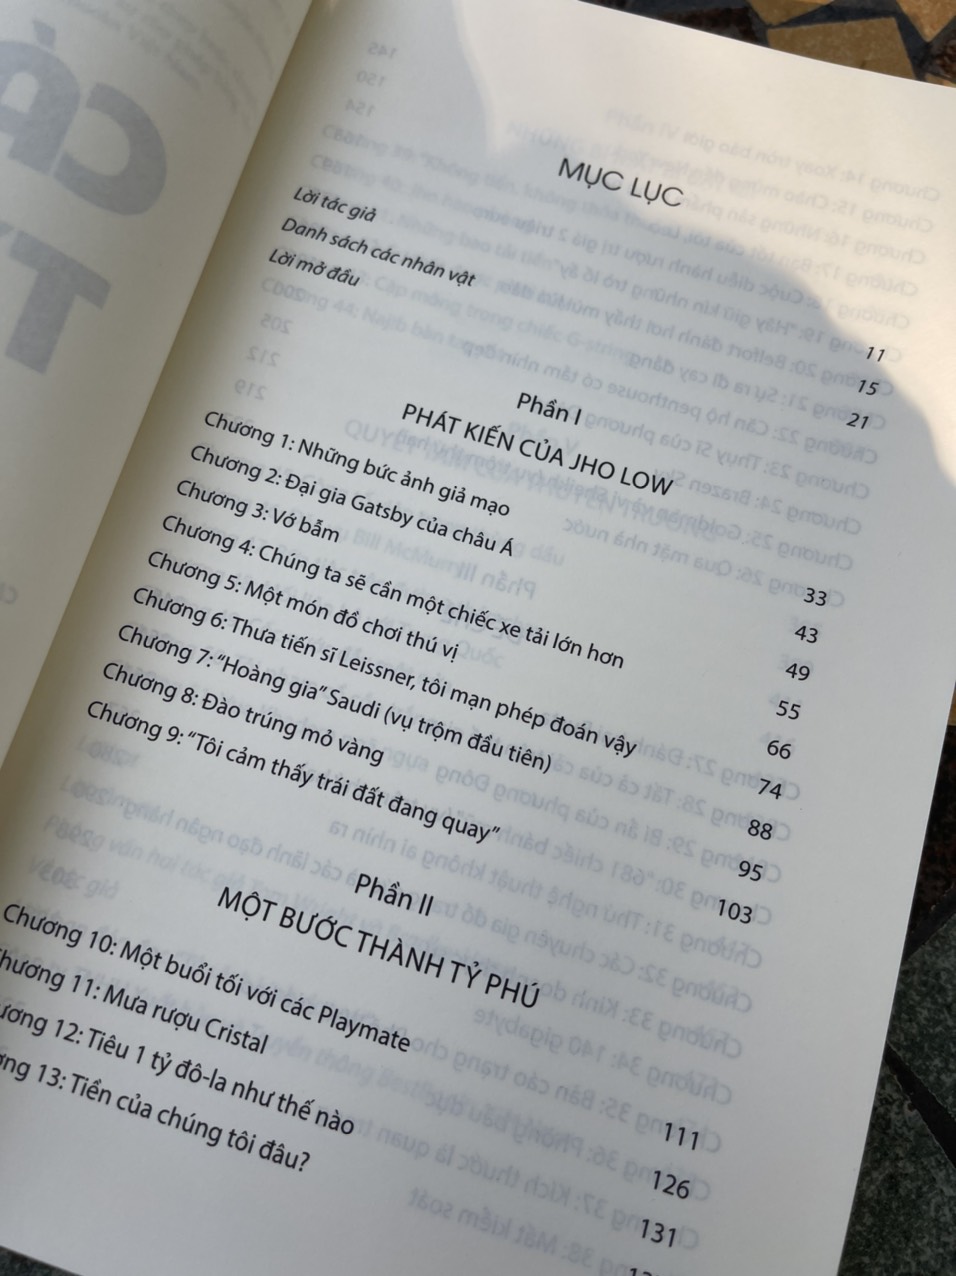 MỤC LỤC
Lời tác giả 11
Danh sách các nhân vật 15
Lời mở đầu 21
Phần I
PHÁT KIẾN CỦA JHO LOW
Chương 1: Những bức ảnh giả mạo 33
Chương 2: Đại gia Gatsby của châu Á 43
Chương 3: Vớ bẫm 49
Chương 4: Chúng ta sẽ cần một chiếc xe tải lớn hơn 55
Chương 5: Một món đồ chơi thú vị 66
Chương 6: Thưa tiến sĩ Leissner, tôi mạn phép đoán vậy 74
Chương 7: “Hoàng gia” Saudi (vụ trộm đầu tiên) 88
Chương 8: Đào trúng mỏ vàng 95
Chương 9: “Tôi cảm thấy trái đất đang quay” 103
Phần II
MỘT BƯỚC THÀNH TỶ PHÚ
Chương 10: Một buổi tối với các Playmate 111
Chương 11: Mưa rượu Cristal 126
ương 12: Tiêu 1 tỷ đô-la như thế nào 131
ng 13: Tiền của chúng tôi đâu?